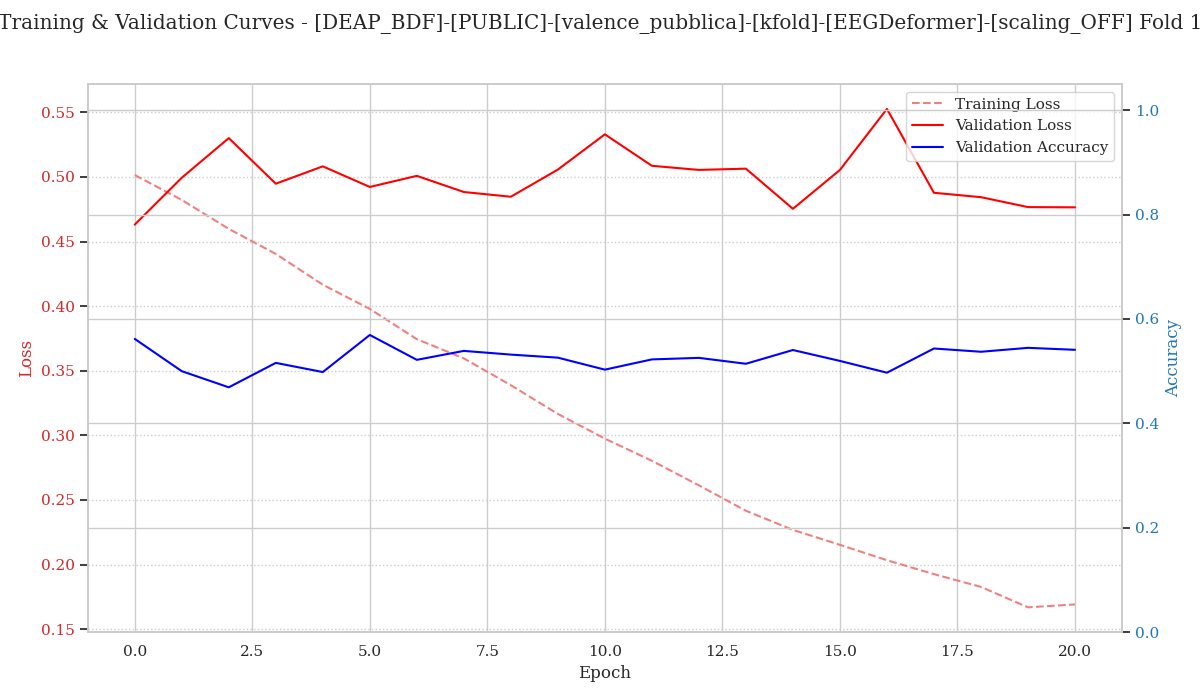 Training & Validation Curves - [DEAP_BDF]-[PUBLIC]-[valence_pubblica]-[kfold]-[EEGDeformer]-[scaling_OFF] Fold 1
Training Loss
Validation Loss
Validation Accuracy
Loss
0.55
0.50
0.45
0.40
0.35
0.30
0.25
0.20
0.15
1.0
0.8
0.6
0.4
0.2
0.0
Accuracy
0.0 2.5 5.0 7.5 10.0 12.5 15.0 17.5 20.0
Epoch